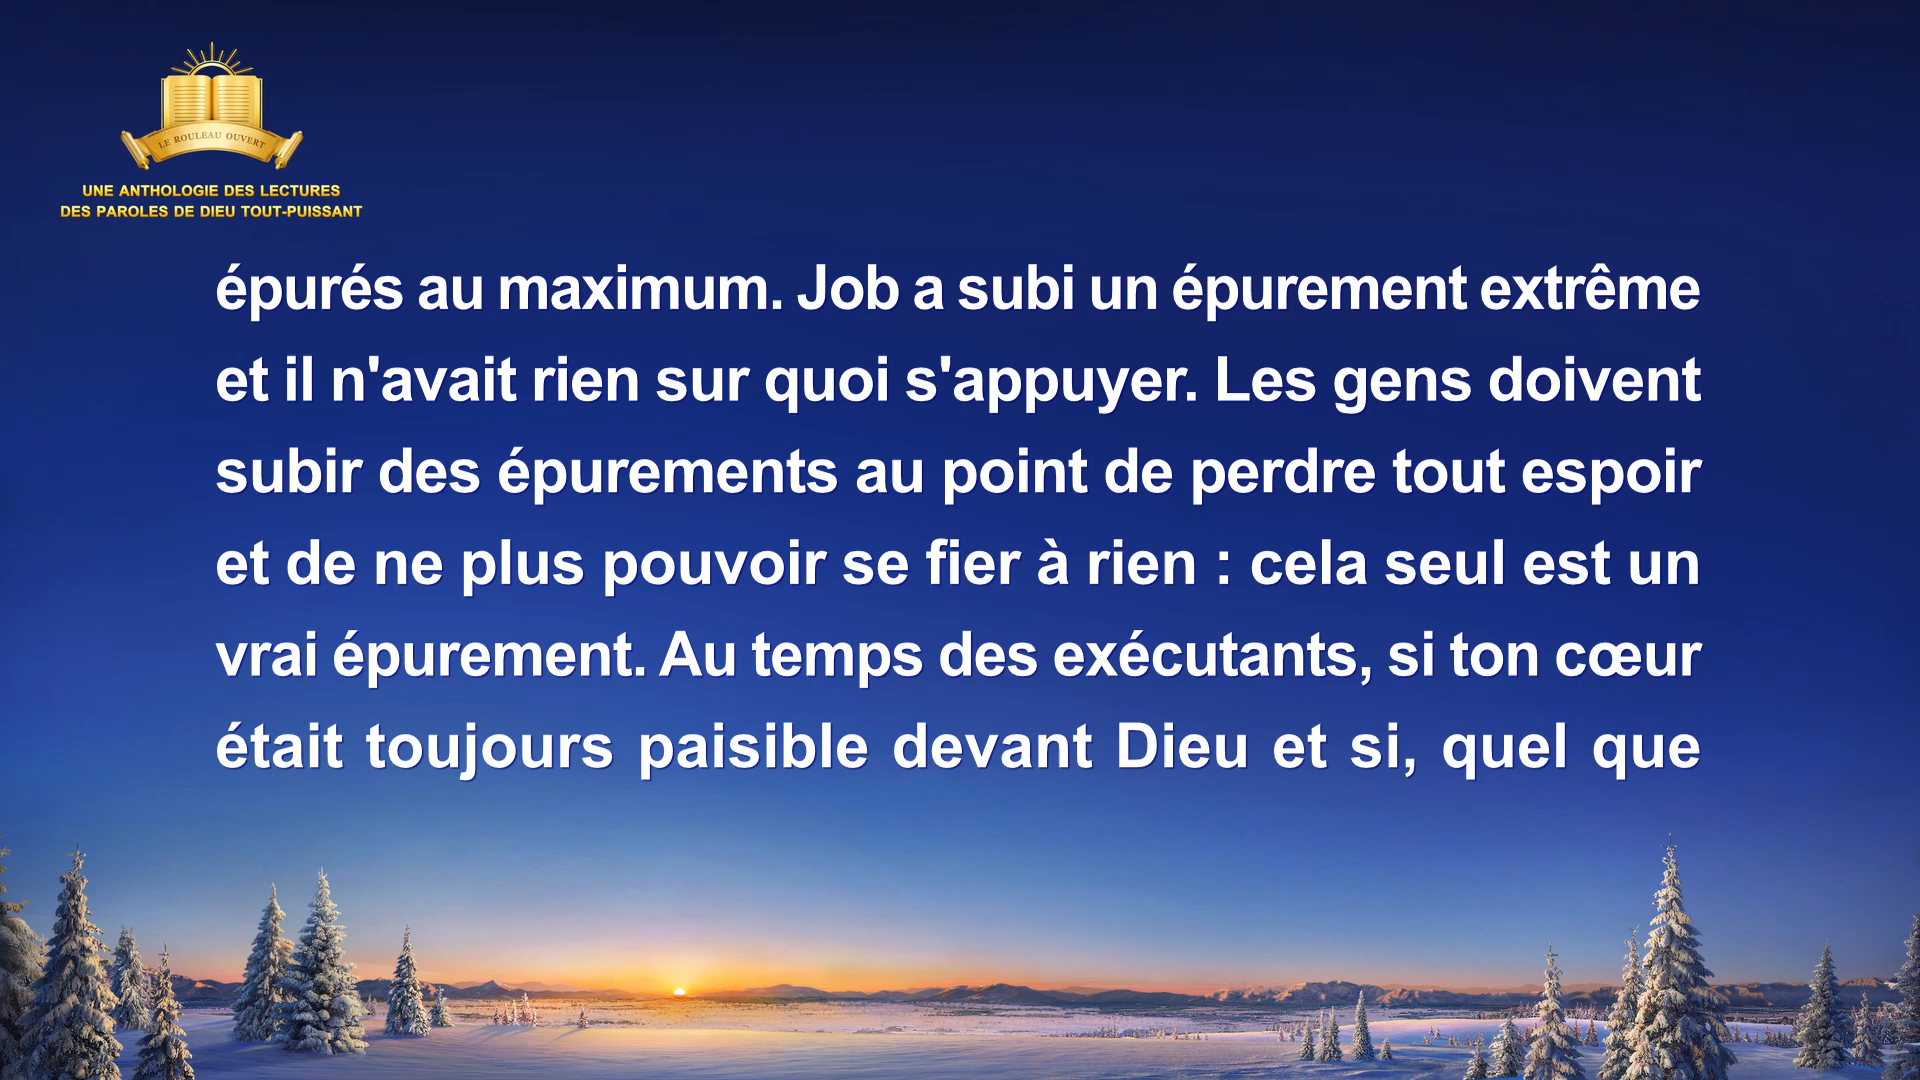 LE ROULEAU OUVERT
UNE ANTHOLOGIE DES LECTURES
DES PAROLES DE DIEU TOUT-PUISSANT
épurés au maximum. Job a subi un épurement extrême
et il n'avait rien sur quoi s'appuyer. Les gens doivent
subir des épurements au point de perdre tout espoir
et de ne plus pouvoir se fier à rien : cela seul est un
vrai épurement. Au temps des exécutants, si ton cœur
était toujours paisible devant Dieu et si, quel que